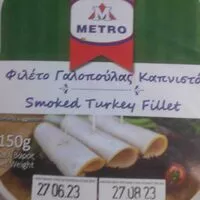 METRO
Φιλέτο Γαλοπούλας Καπνιστό
Smoked Turkey Fillet
150g
Βάρος
Weight
27.06.23
27.08.23